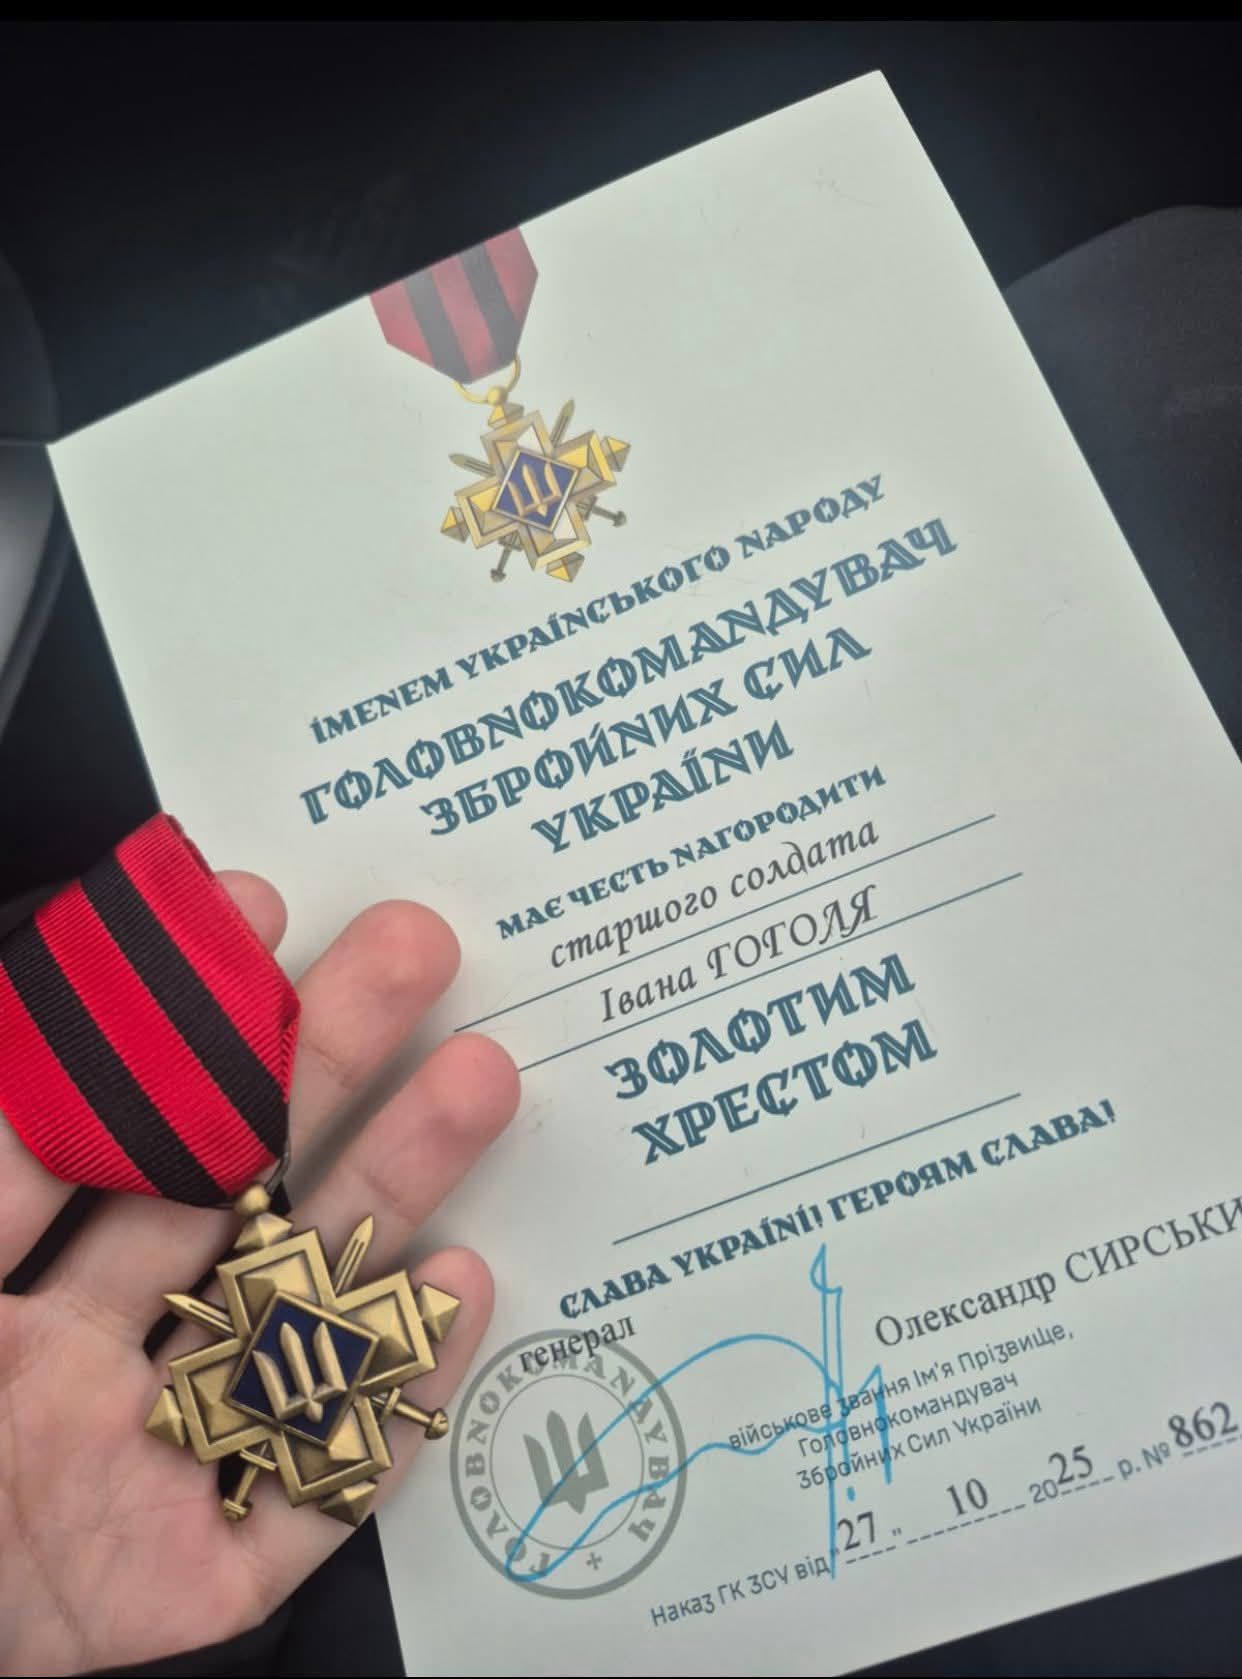 ІМЕНЕМ УКРАЇНСЬКОГО НАРОДУ
ГОЛОВНОКОМАНДУВАЧ
ЗБРОЙНИХ СИЛ
УКРАЇНИ
МАЄ ЧЕСТЬ НАГОРОДИТИ
старшого солдата
Івана ГОГОЛЯ
ЗОЛОТИМ
ХРЕСТОМ
СЛАВА УКРАЇНІ! ГЕРОЯМ СЛАВА!
генерал
Олександр СИРСЬКИ
військове звання Ім'я Прізвище,
Головнокомандувач
Збройних Сил України
Наказ ГК ЗСУ від "27" 10 2025 р. № 862
ГОЛОВНОКОМАНДУВАЧ